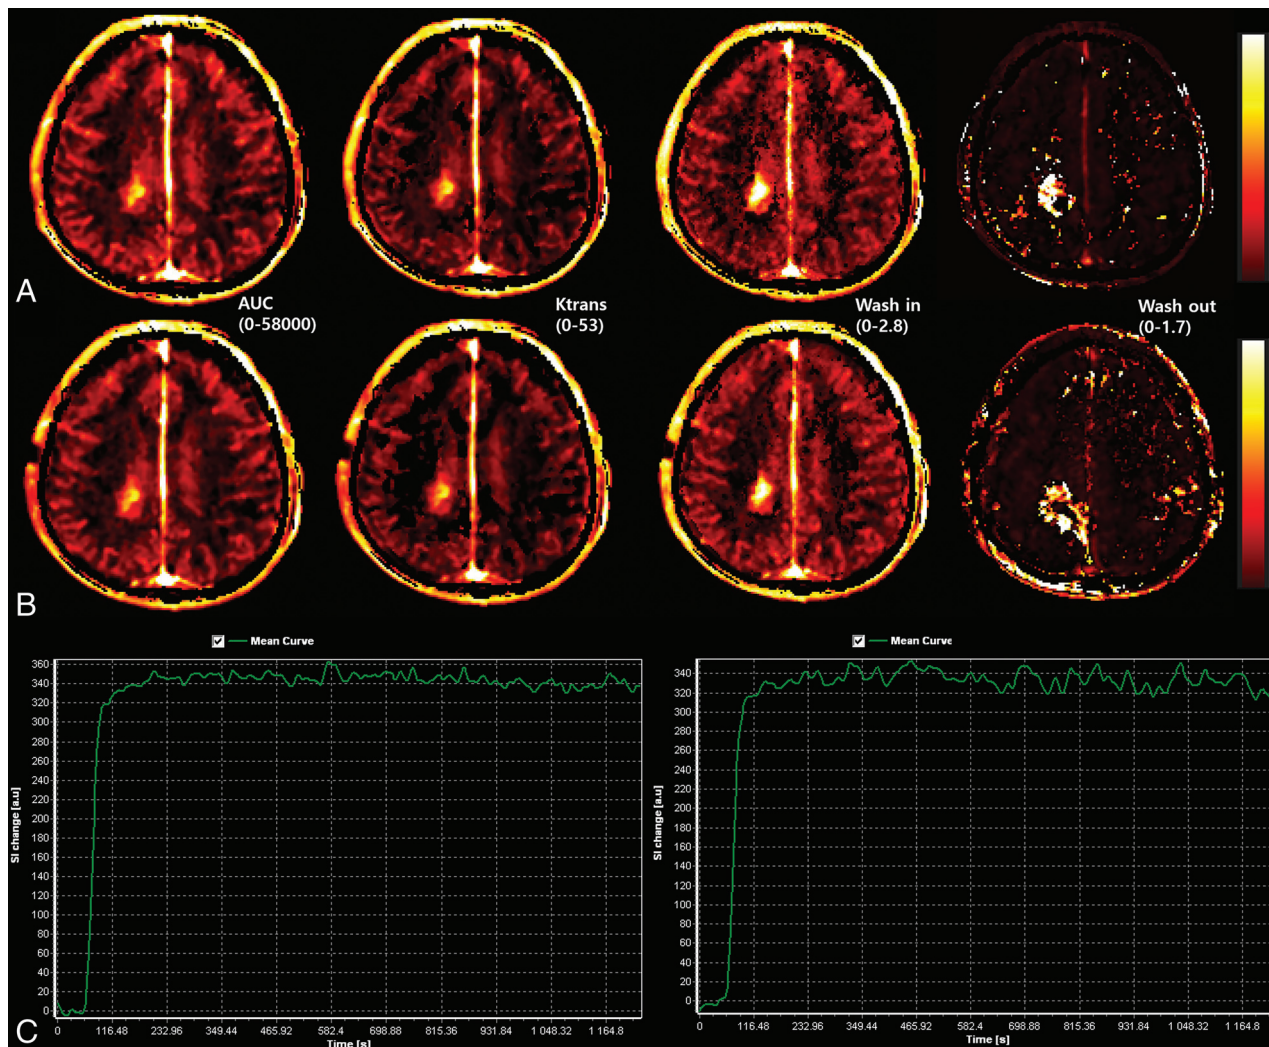 A
AUC
(0-58000)
Ktrans
(0-53)
Wash in
(0-2.8)
Wash out
(0-1.7)
B
Mean Curve
Mean Curve
360
340
320
300
280
260
240
220
200
180
160
140
120
100
80
60
40
20
0
SI change [a.u]
0 116.48 232.96 349.44 465.92 582.4 698.88 815.36 931.84 1 048.32 1 164.8
Time [s]
340
320
300
280
260
240
220
200
180
160
140
120
100
80
60
40
20
0
SI change [a.u]
0 116.48 232.96 349.44 465.92 582.4 698.88 815.36 931.84 1 048.32 1 164.8
Time [s]
C